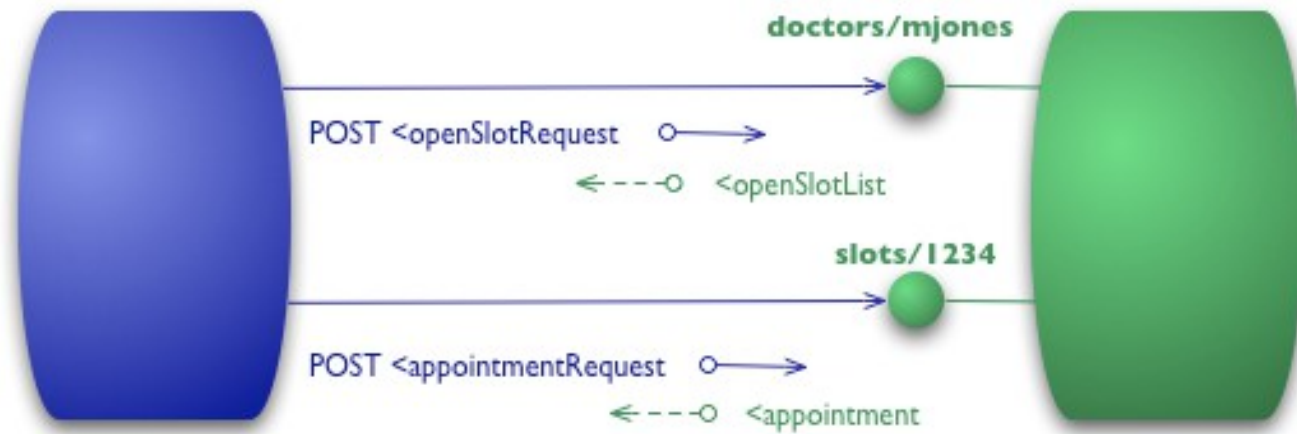 doctors/mjones
POST <openSlotRequest
<openSlotList
slots/1234
POST <appointmentRequest
<appointment